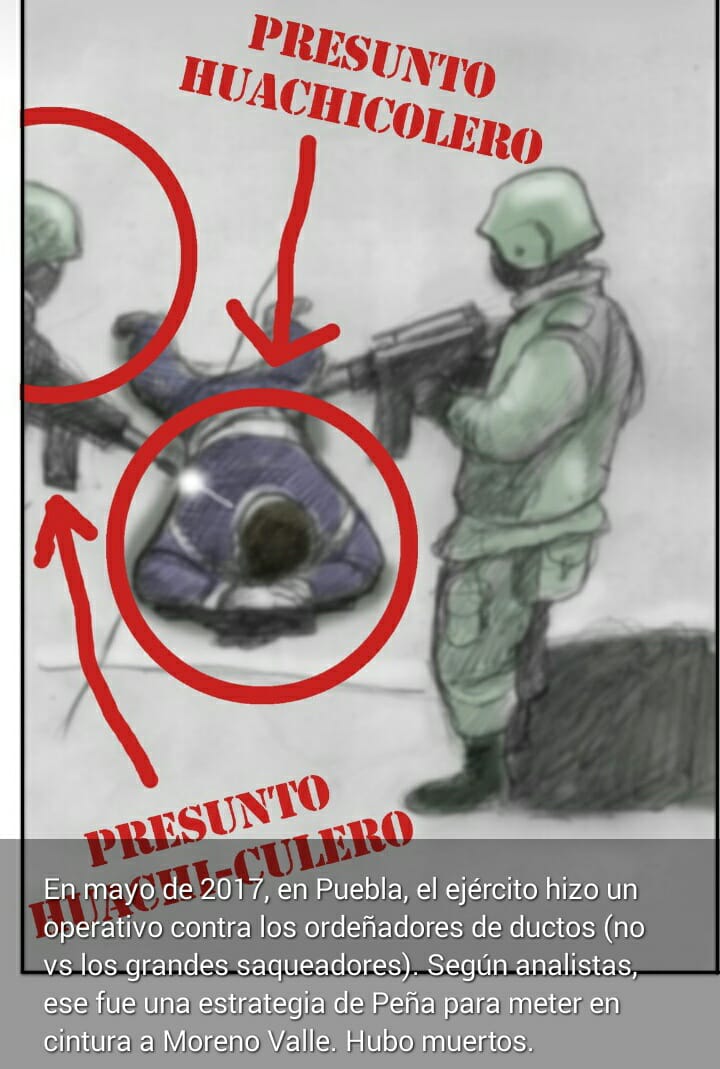 PRESUNTO
HUACHICOLERO
PRESUNTO
HUACHI-CULERO
En mayo de 2017, en Puebla, el ejército hizo un
operativo contra los ordeñadores de ductos (no
vs los grandes saqueadores). Según analistas,
ese fue una estrategia de Peña para meter en
cintura a Moreno Valle. Hubo muertos.